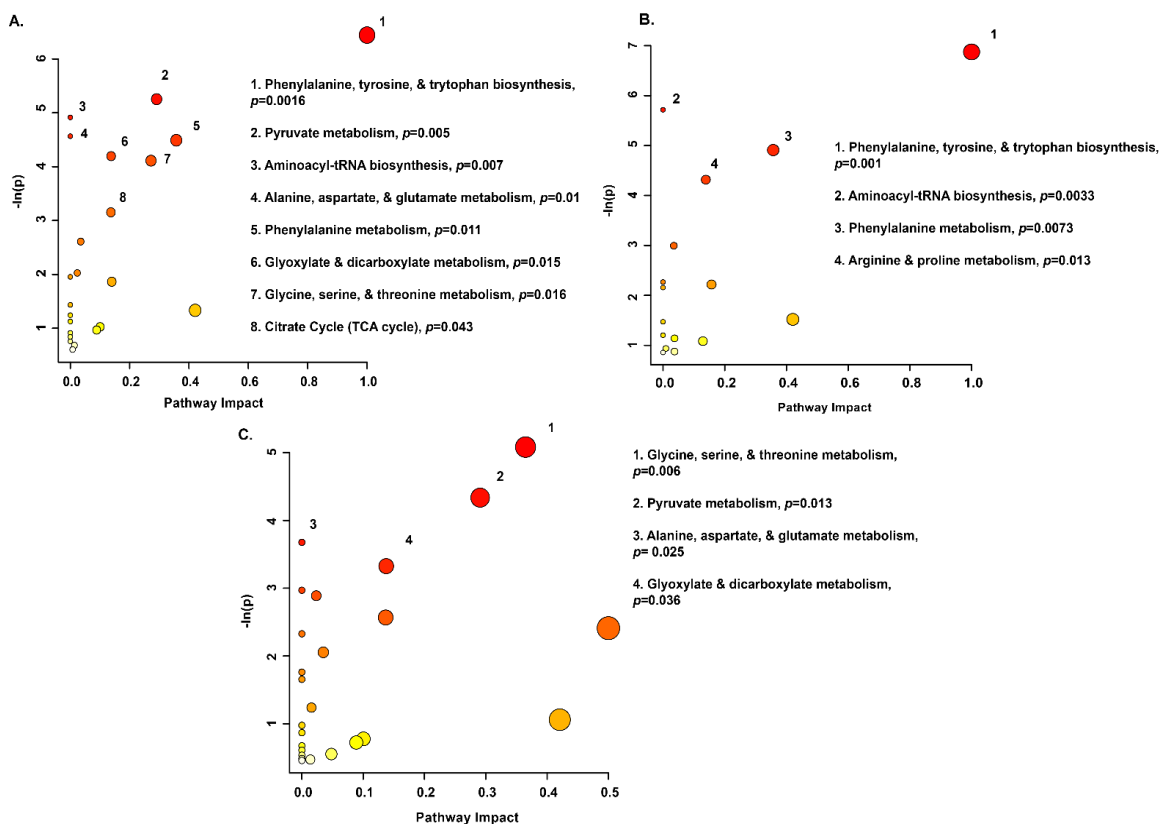 A.
1
6
2
5
3
4
5
6
7
4
8
3
2
1
-ln(p)
0.0 0.2 0.4 0.6 0.8 1.0
Pathway Impact
1. Phenylalanine, tyrosine, & trytophan biosynthesis,
p=0.0016
2. Pyruvate metabolism, p=0.005
3. Aminoacyl-tRNA biosynthesis, p=0.007
4. Alanine, aspartate, & glutamate metabolism, p=0.01
5. Phenylalanine metabolism, p=0.011
6. Glyoxylate & dicarboxylate metabolism, p=0.015
7. Glycine, serine, & threonine metabolism, p=0.016
8. Citrate Cycle (TCA cycle), p=0.043
B.
1
7
6
2
5
3
4
4
3
2
1
-ln(p)
0.0 0.2 0.4 0.6 0.8 1.0
Pathway Impact
1. Phenylalanine, tyrosine, & trytophan biosynthesis,
p=0.001
2. Aminoacyl-tRNA biosynthesis, p=0.0033
3. Phenylalanine metabolism, p=0.0073
4. Arginine & proline metabolism, p=0.013
C.
1
5
2
4
3
4
3
2
1
-ln(p)
0.0 0.1 0.2 0.3 0.4 0.5
Pathway Impact
1. Glycine, serine, & threonine metabolism,
p=0.006
2. Pyruvate metabolism, p=0.013
3. Alanine, aspartate, & glutamate metabolism,
p= 0.025
4. Glyoxylate & dicarboxylate metabolism,
p=0.036